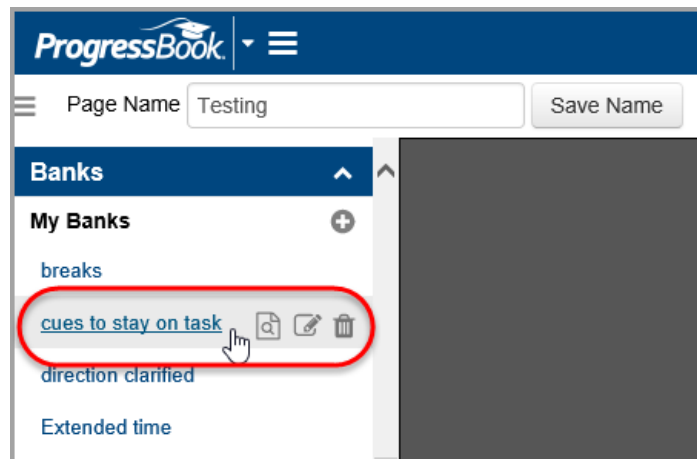 ProgressBook
Page Name Testing Save Name
Banks
My Banks
breaks
cues to stay on task
direction clarified
Extended time